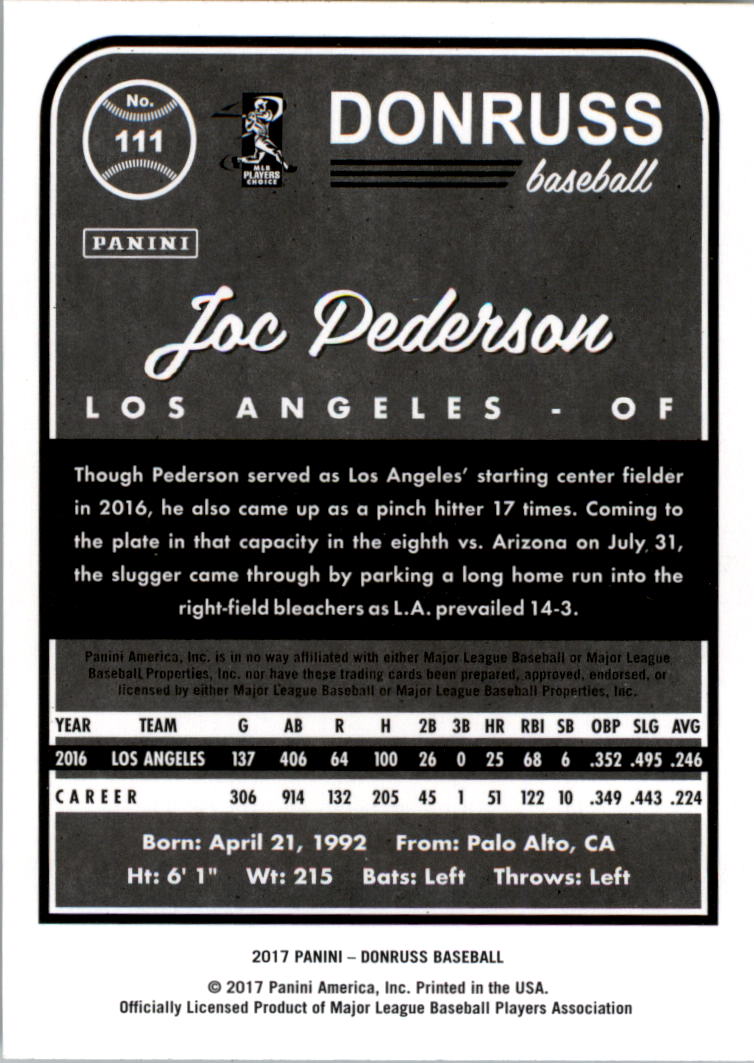 No.
111
MLB
PLAYERS
CHOICE
DONRUSS
baseball
PANINI
Joc Pederson
LOS ANGELES - OF
Though Pederson served as Los Angeles' starting center fielder
in 2016, he also came up as a pinch hitter 17 times. Coming to
the plate in that capacity in the eighth vs. Arizona on July 31,
the slugger came through by parking a long home run into the
right-field bleachers as L.A. prevailed 14-3.
Panini America, Inc. is in no way affiliated with either Major League Baseball or Major League
Baseball Properties, Inc. nor have these trading cards been prepared, approved, endorsed, or
licensed by either Major League Baseball or Major League Baseball Properties, Inc.
YEAR TEAM G AB R H 2B 3B HR RBI SB OBP SLG AVG
2016 LOS ANGELES 137 406 64 100 26 0 25 68 6 .352 .495 .246
CAREER 306 914 132 205 45 1 51 122 10 .349 .443 .224
Born: April 21, 1992 From: Palo Alto, CA
Ht: 6' 1" Wt: 215 Bats: Left Throws: Left
2017 PANINI – DONRUSS BASEBALL
© 2017 Panini America, Inc. Printed in the USA.
Officially Licensed Product of Major League Baseball Players Association